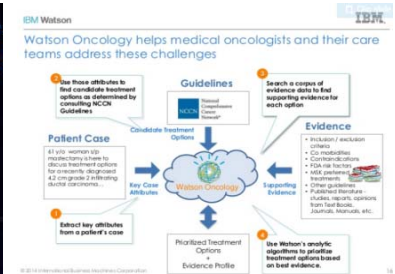 IBM Watson
IBM
Watson Oncology helps medical oncologists and their care
teams address these challenges
2
Use those attributes to
find candidate treatment
options as determined by
consulting NCCN
Guidelines
Guidelines
NCCN
National
Comprehensive
Cancer
Network®
3
Search a corpus of
evidence data to find
supporting evidence for
each option
Candidate Treatment
Options
Patient Case
61 y/o woman s/p
mastectomy is here to
discuss treatment options
for a recently diagnosed
4.2 cm grade 2 infiltrating
ductal carcinoma...
Key Case
Attributes
Watson Oncology
Supporting
Evidence
Evidence
• Inclusion / exclusion
criteria
• Co morbidities
• Contraindications
• FDA risk factors
• MSK preferred
treatments
• Other guidelines
• Published literature -
studies, reports, opinions
from Text Books,
Journals, Manuals, etc.
1
Extract key attributes
from a patient's case
Prioritized Treatment
Options
+
Evidence Profile
4
Use Watson's analytic
algorithms to prioritize
treatment options based
on best evidence.
© 2014 International Business Machines Corporation